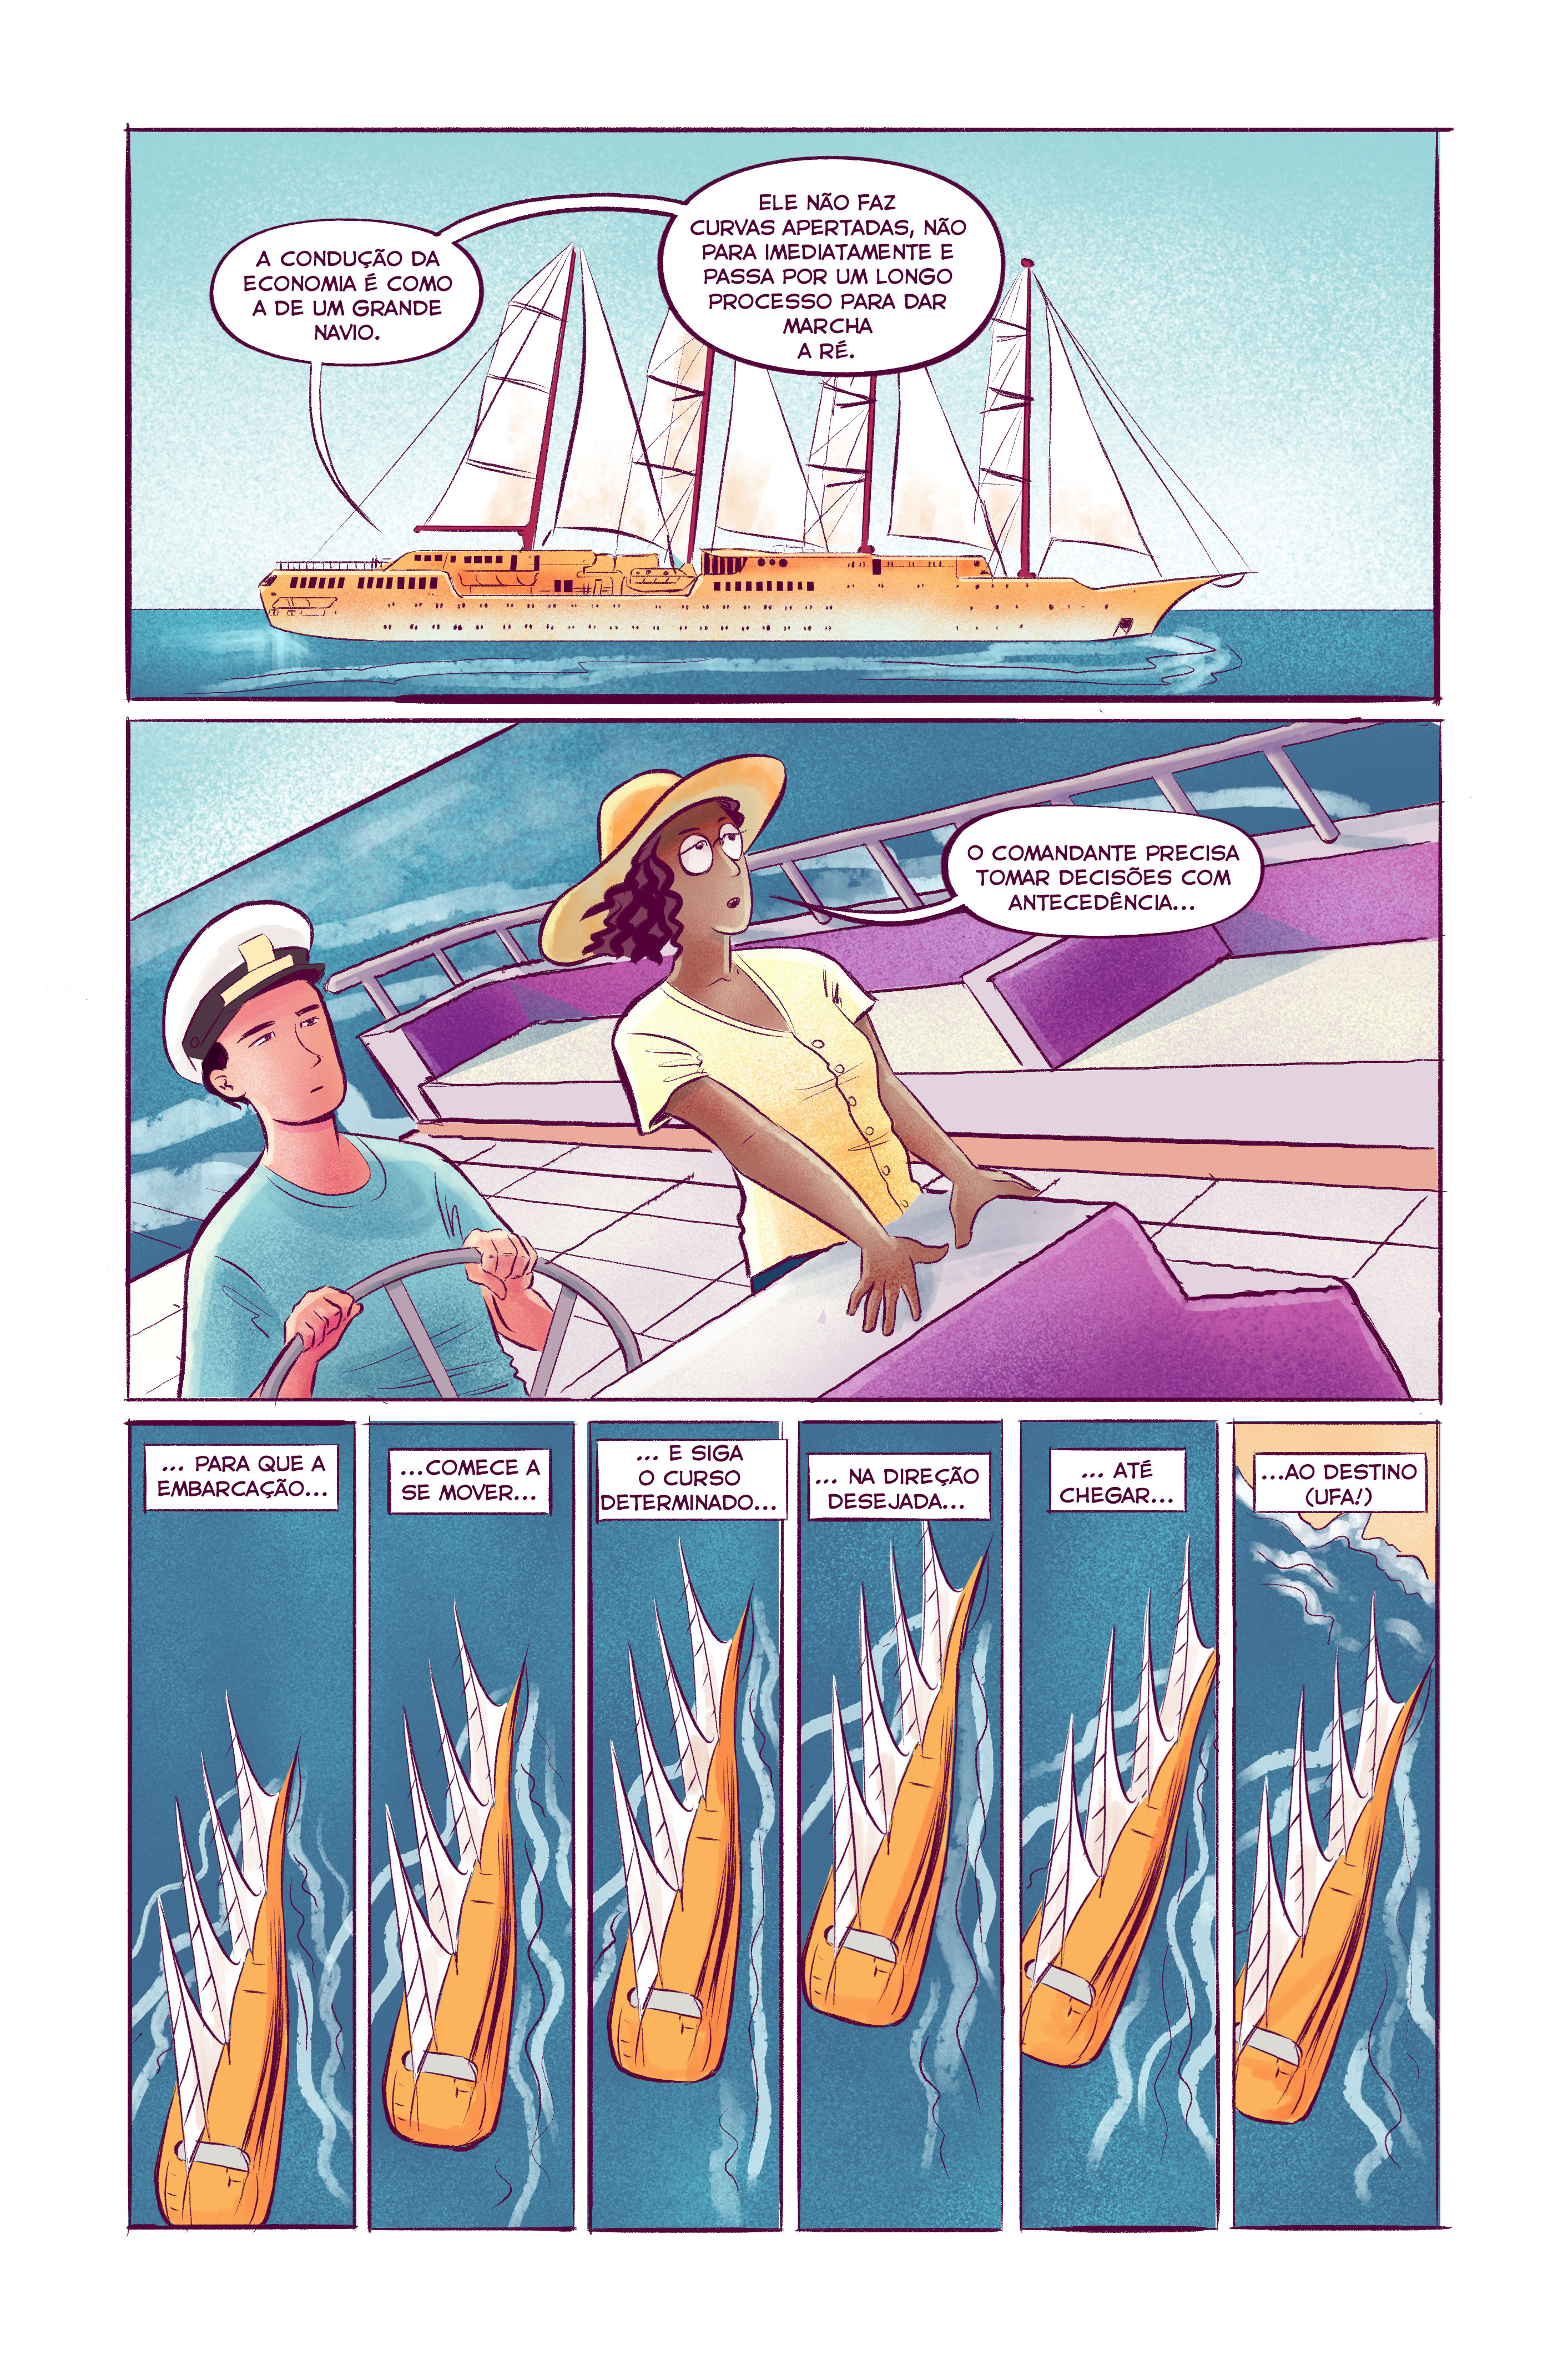 A CONDUÇÃO DA
ECONOMIA É COMO
A DE UM GRANDE
NAVIO.
ELE NÃO FAZ
CURVAS APERTADAS, NÃO
PARA IMEDIATAMENTE E
PASSA POR UM LONGO
PROCESSO PARA DAR
MARCHA
A RÉ.
O COMANDANTE PRECISA
TOMAR DECISÕES COM
ANTECEDÊNCIA...
... PARA QUE A
EMBARCAÇÃO...
...COMECE A
SE MOVER...
... E SIGA
O CURSO
DETERMINADO...
... NA DIREÇÃO
DESEJADA...
... ATÉ
CHEGAR...
...AO DESTINO
(UFA!)